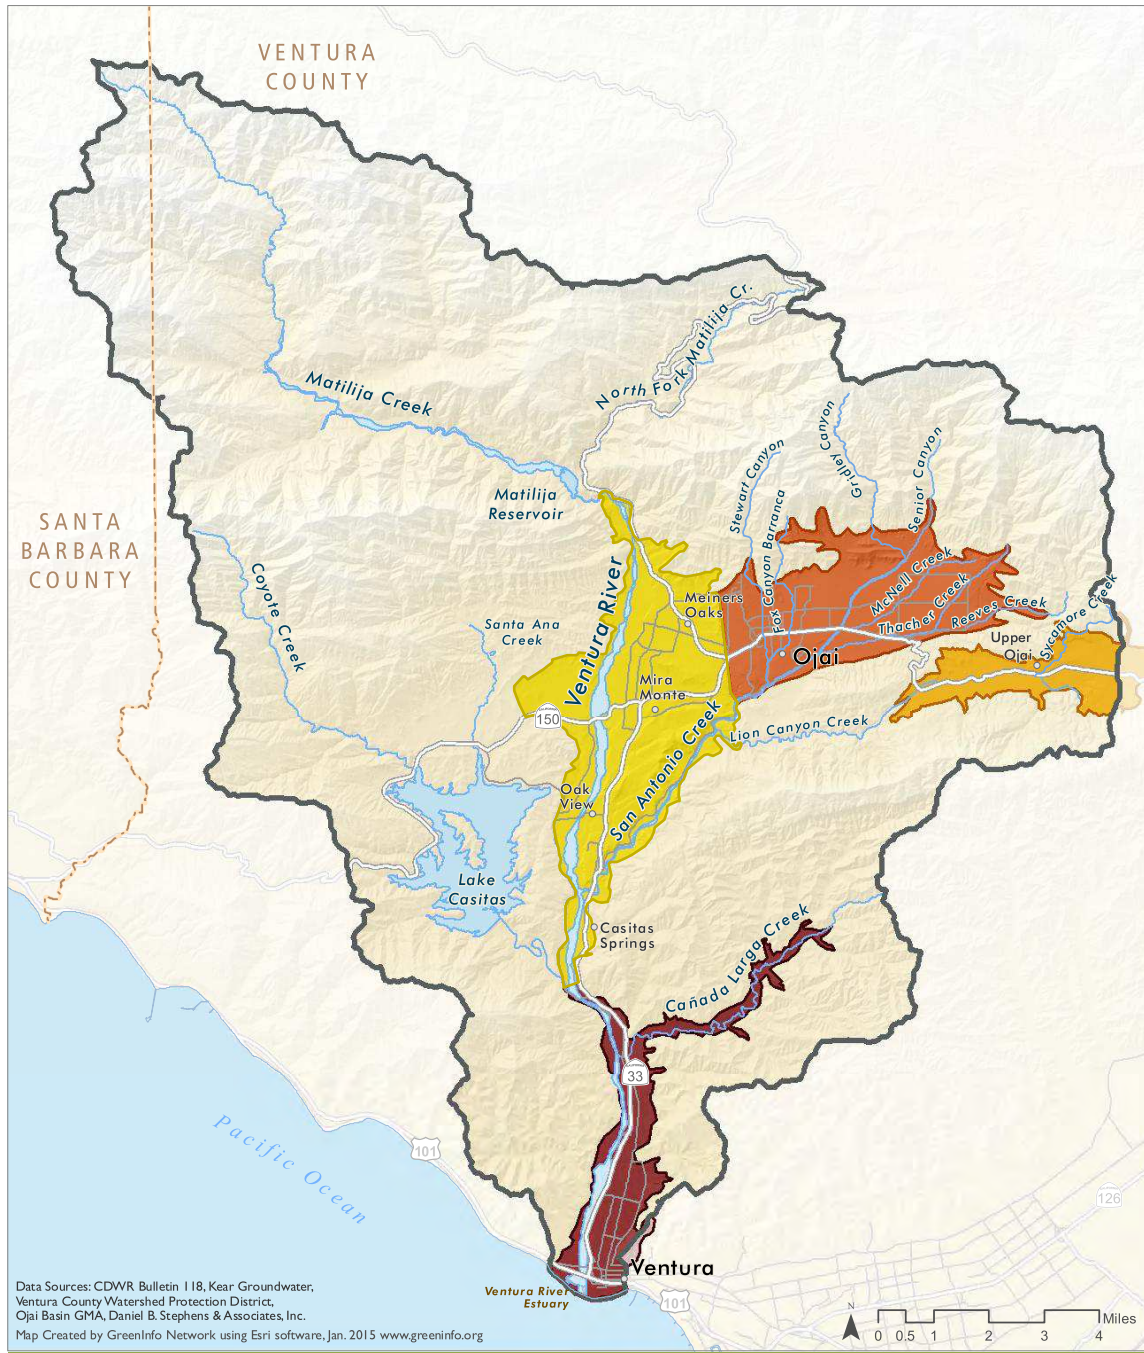 VENTURA
COUNTY
North Fork Matilija Cr.
Matilija Creek
Stewart Canyon
Gridley Canyon
Senior Canyon
Fox Canyon Barranca
Matilija
Reservoir
SANTA
BARBARA
COUNTY
Coyote Creek
Santa Ana
Creek
Ventura River
Meiners
Oaks
McNell Creek
Thacher Creek
Reeves Creek
Sycamore Creek
Upper
Ojai
Ojai
Mira
Monte
150
San Antonio Creek
Lion Canyon Creek
Oak
View
Lake
Casitas
Casitas
Springs
Cañada Larga Creek
33
Pacific Ocean
101
126
Ventura
Ventura River
Estuary
101
Data Sources: CDWR Bulletin 118, Kear Groundwater,
Ventura County Watershed Protection District,
Ojai Basin GMA, Daniel B. Stephens & Associates, Inc.
Map Created by GreenInfo Network using Esri software, Jan. 2015 www.greeninfo.org
N
Miles
0 0.5 1 2 3 4